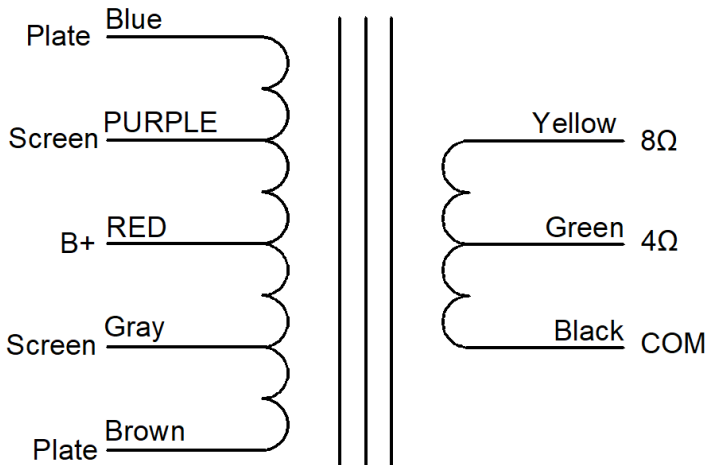 Blue
Plate
PURPLE
Screen
RED
B+
Gray
Screen
Brown
Plate
Yellow
8Ω
Green
4Ω
Black
COM